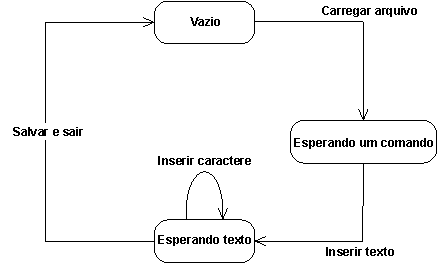 Carregar arquivo
Vazio
Salvar e sair
Esperando um comando
Inserir caractere
Esperando texto
Inserir texto